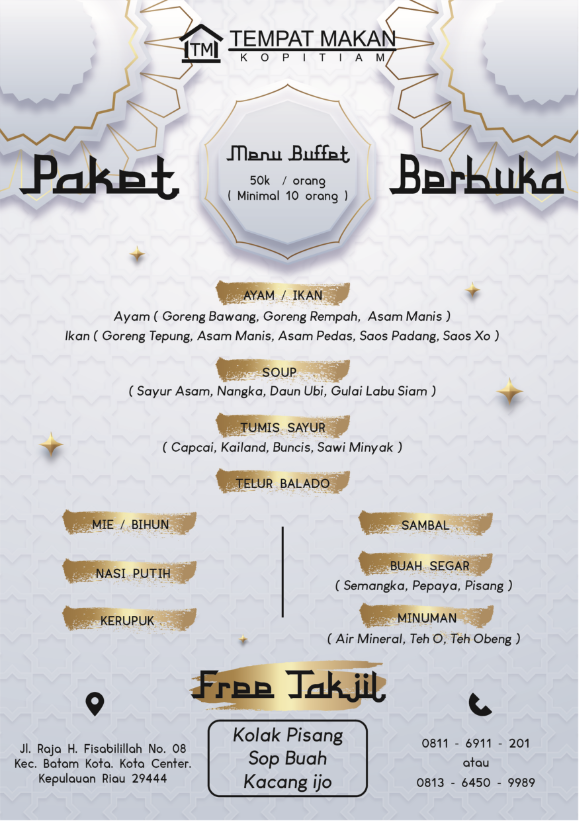 TM TEMPAT MAKAN
KOPITIAM
Paket
Menu Buffet
50k / orang
( Minimal 10 orang )
Berbuka
AYAM / IKAN
Ayam ( Goreng Bawang, Goreng Rempah, Asam Manis )
Ikan ( Goreng Tepung, Asam Manis, Asam Pedas, Saos Padang, Saos Xo )
SOUP
( Sayur Asam, Nangka, Daun Ubi, Gulai Labu Siam )
TUMIS SAYUR
( Capcai, Kailand, Buncis, Sawi Minyak )
TELUR BALADO
MIE / BIHUN
NASI PUTIH
KERUPUK
SAMBAL
BUAH SEGAR
( Semangka, Pepaya, Pisang )
MINUMAN
( Air Mineral, Teh O, Teh Obeng )
Free Takjil
Kolak Pisang
Sop Buah
Kacang ijo
Jl. Raja H. Fisabilillah No. 08
Kec. Batam Kota. Kota Center.
Kepulauan Riau 29444
0811 - 6911 - 201
atau
0813 - 6450 - 9989